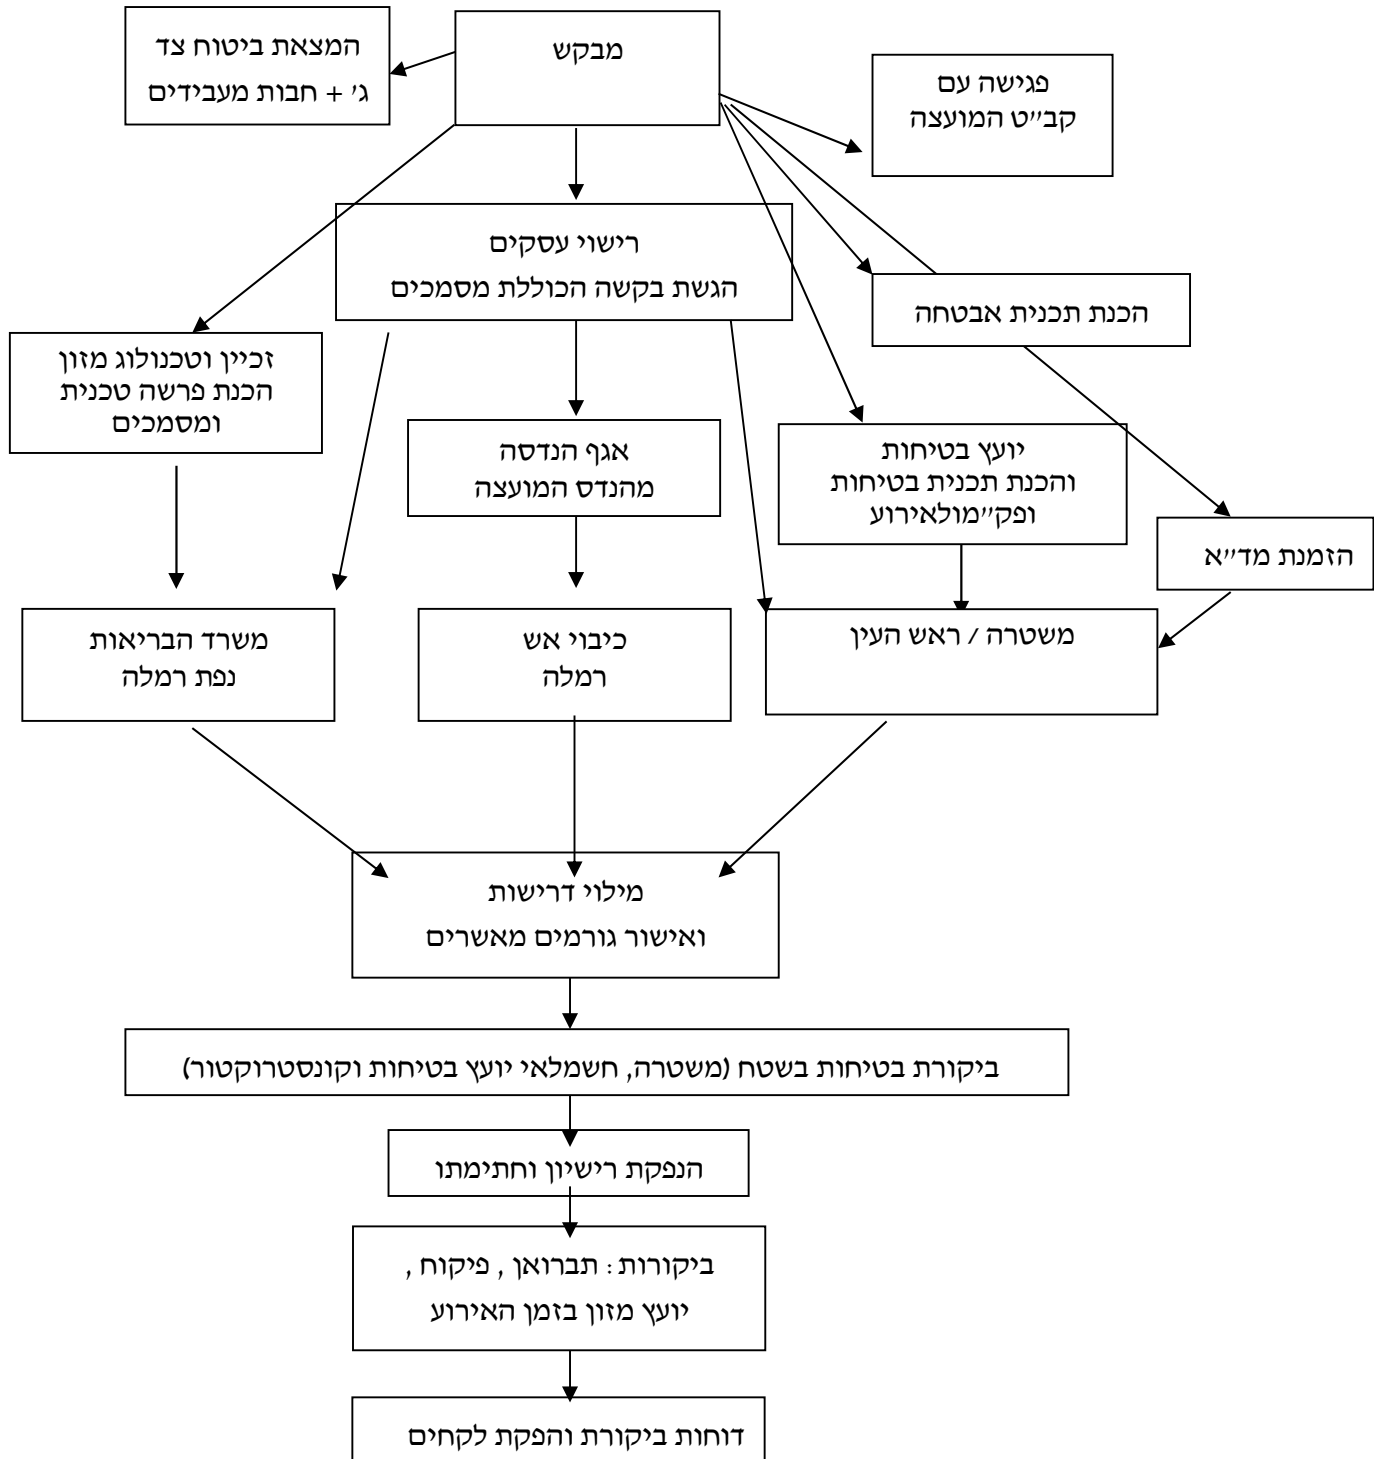 מבקש
המצאת ביטוח צד
ג' + חבות מעבידים
פגישה עם
קב"ט המועצה
רישוי עסקים
הגשת בקשה הכוללת מסמכים
הכנת תכנית אבטחה
זכיין וטכנולוג מזון
הכנת פרשה טכנית
ומסמכים
אגף הנדסה
מהנדס המועצה
יועץ בטיחות
והכנת תכנית בטיחות
ופק"מולאירוע
הזמנת מד"א
משטרה / ראש העין
כיבוי אש
רמלה
משרד הבריאות
נפת רמלה
מילוי דרישות
ואישור גורמים מאשרים
ביקורת בטיחות בשטח (משטרה, חשמלאי יועץ בטיחות וקונסטרוקטור)
הנפקת רישיון וחתימתו
ביקורות : תברואן , פיקוח ,
יועץ מזון בזמן האירוע
דוחות ביקורת והפקת לקחים